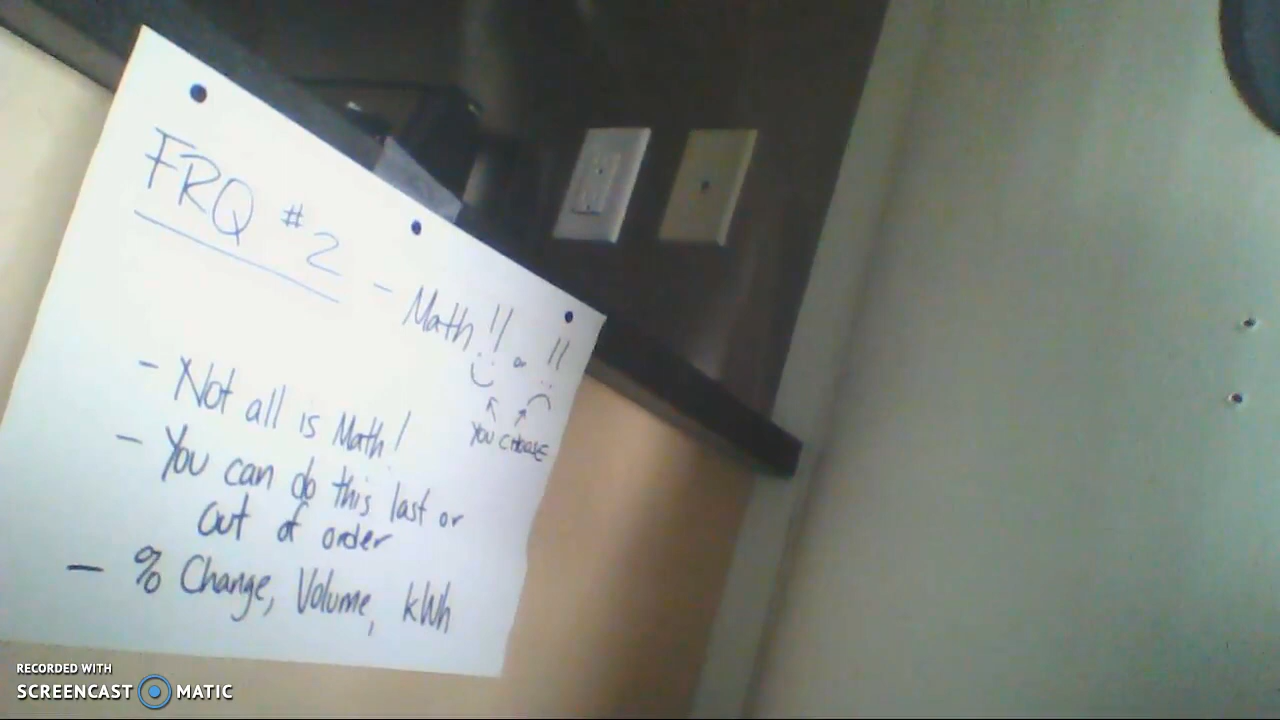 FRQ #2 - Math!! or !!
YOU CHOOSE
- Not all is Math!
- You can do this last or
out of order
- % Change, Volume, kWh
RECORDED WITH
SCREENCAST MATIC